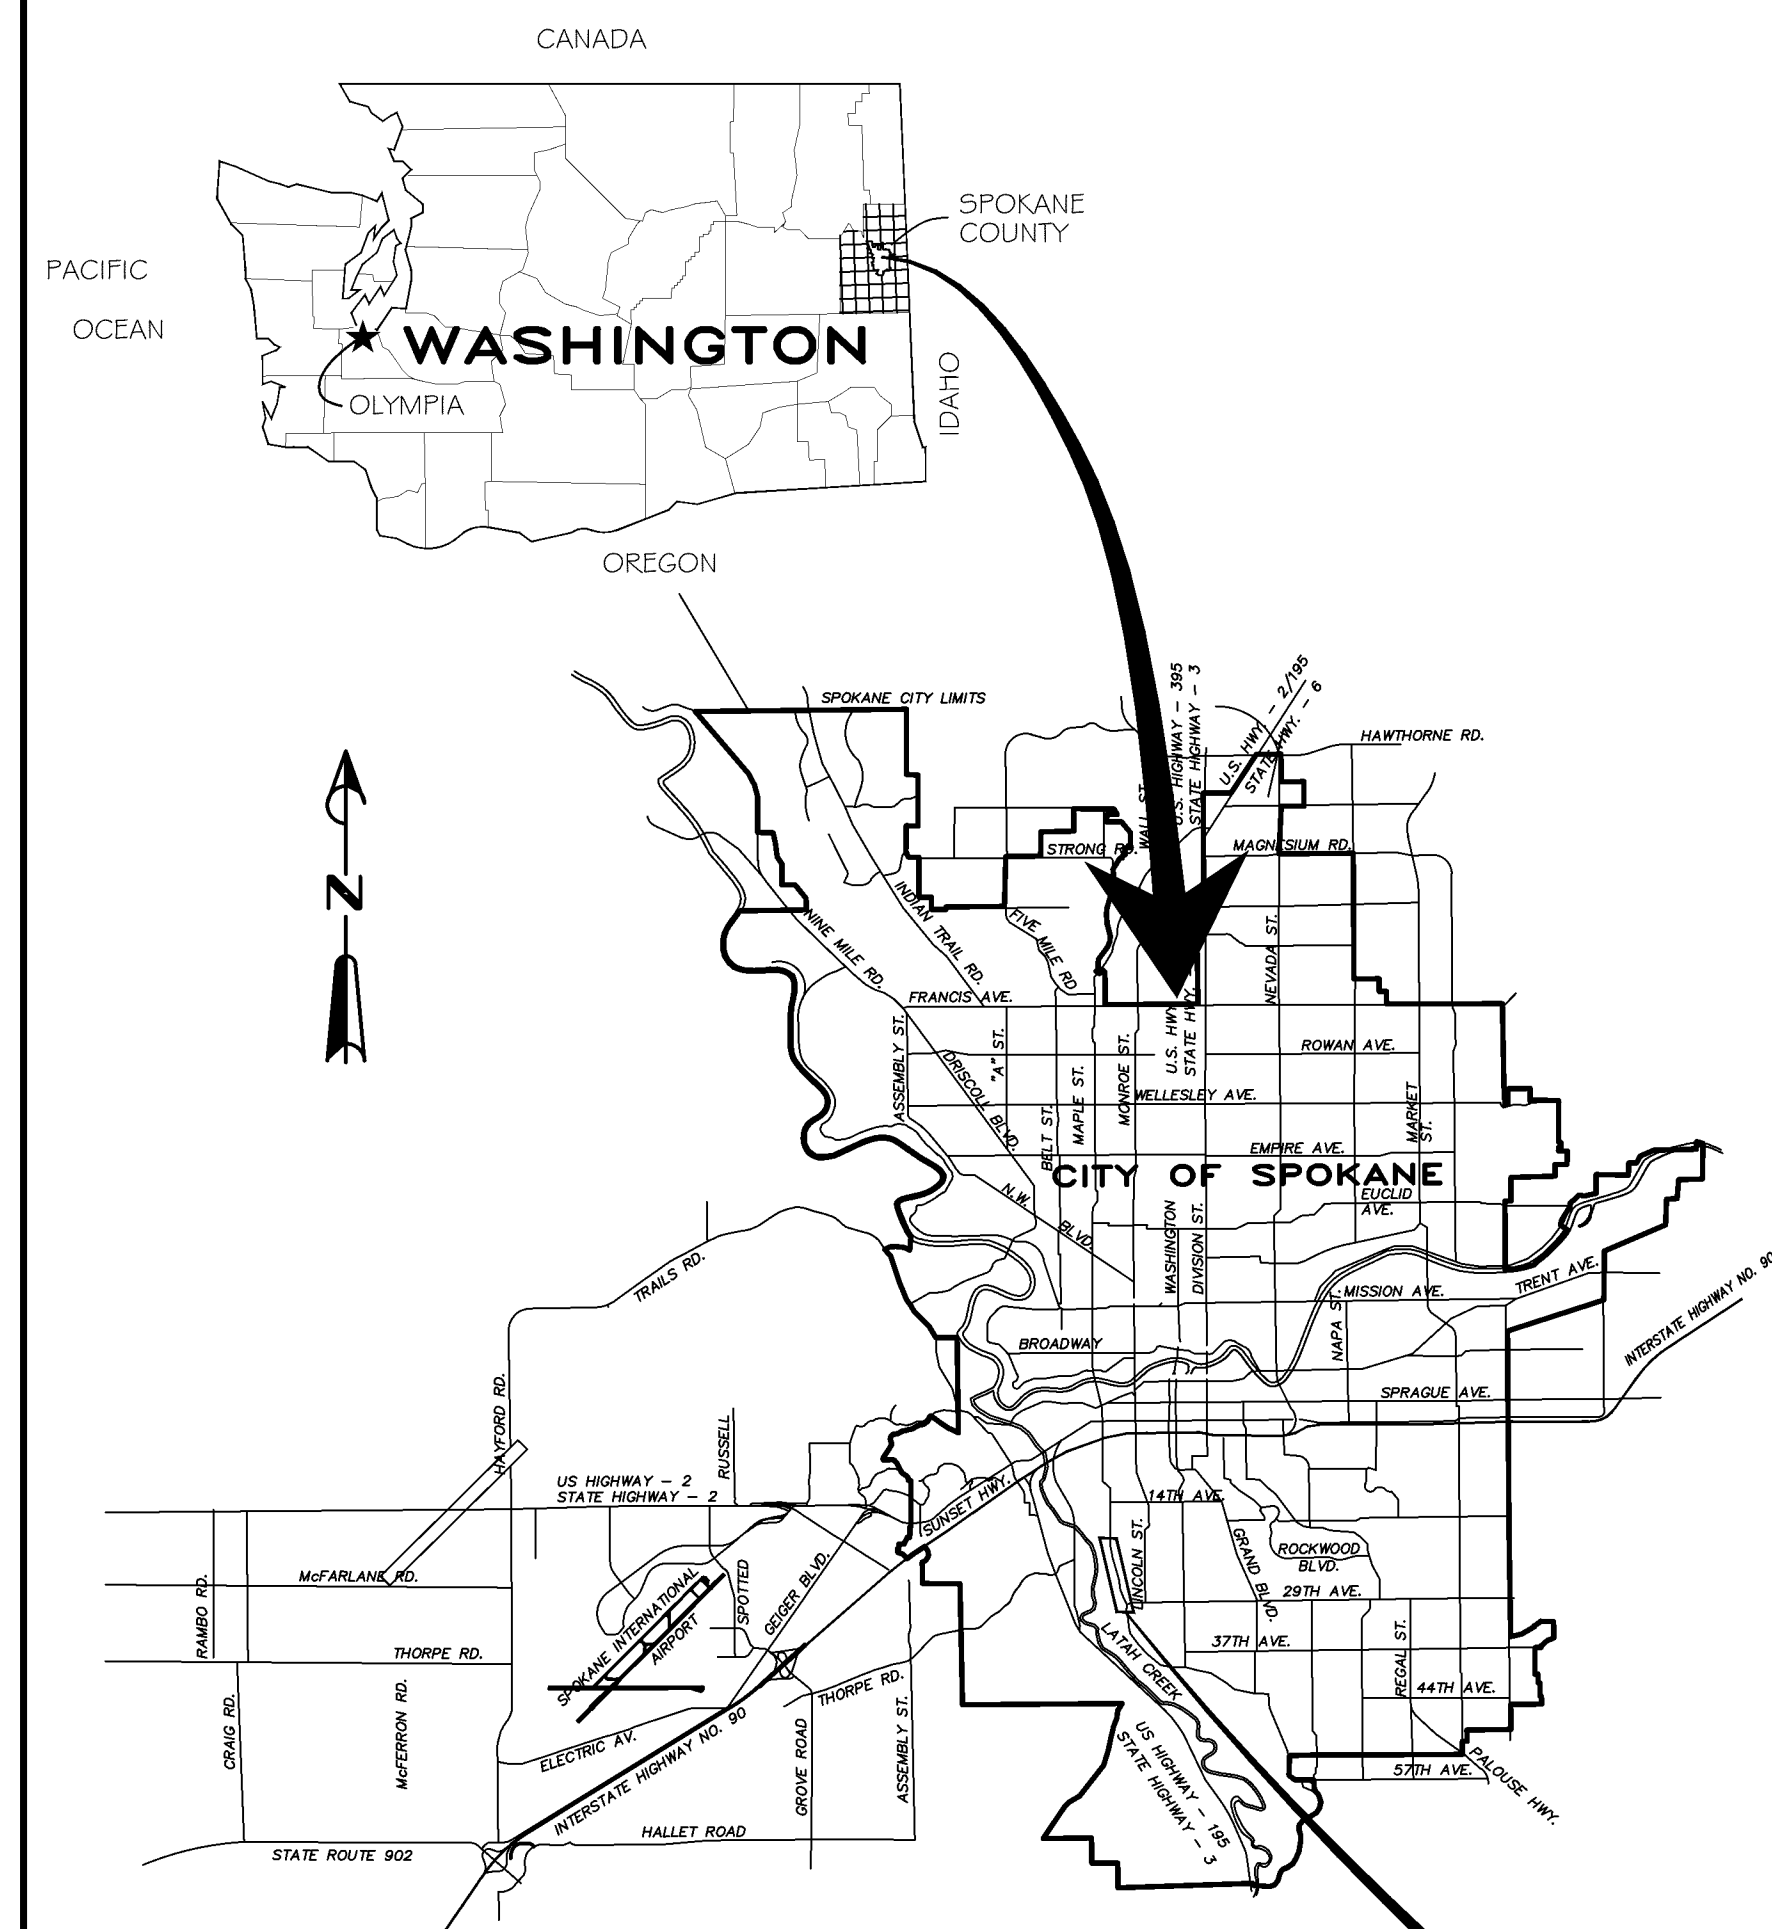 CANADA
SPOKANE
COUNTY
PACIFIC
OCEAN
WASHINGTON
IDAHO
OLYMPIA
OREGON
SPOKANE CITY LIMITS
U.S. HIGHWAY - 395
STATE HIGHWAY - 3
U.S. HWY. - 2/195
STATE HWY. - 6
HAWTHORNE RD.
WALL ST.
STRONG RD.
MAGNESIUM RD.
N
INDIAN TRAIL RD.
NINE MILE RD.
FIVE MILE RD
NEVADA ST.
FRANCIS AVE.
ASSEMBLY ST.
"A" ST.
DRISCOLL BLVD.
U.S. HWY.
STATE HWY.
ROWAN AVE.
MAPLE ST.
MONROE ST.
WELLESLEY AVE.
BELT ST.
MARKET
ST.
EMPIRE AVE.
CITY OF SPOKANE
N.W.
BLVD.
EUCLID
AVE.
WASHINGTON
DIVISION ST.
TRAILS RD.
MISSION AVE.
TRENT AVE.
INTERSTATE HIGHWAY NO. 90
NAPA ST.
BROADWAY
SPRAGUE AVE.
HAYFORD RD.
RUSSELL
US HIGHWAY - 2
STATE HIGHWAY - 2
SUNSET HWY.
14TH AVE.
LINCOLN ST.
GRAND BLVD.
ROCKWOOD
BLVD.
McFARLANE RD.
RAMBO RD.
SPOKANE INTERNATIONAL
AIRPORT
SPOTTED
GEIGER BLVD.
29TH AVE.
THORPE RD.
LATAH CREEK
37TH AVE.
REGAL ST.
CRAIG RD.
McFERRON RD.
THORPE RD.
44TH AVE.
ELECTRIC AV.
INTERSTATE HIGHWAY NO. 90
GROVE ROAD
ASSEMBLY ST.
US HIGHWAY - 195
STATE HIGHWAY - 3
57TH AVE.
PALOUSE HWY.
HALLET ROAD
STATE ROUTE 902